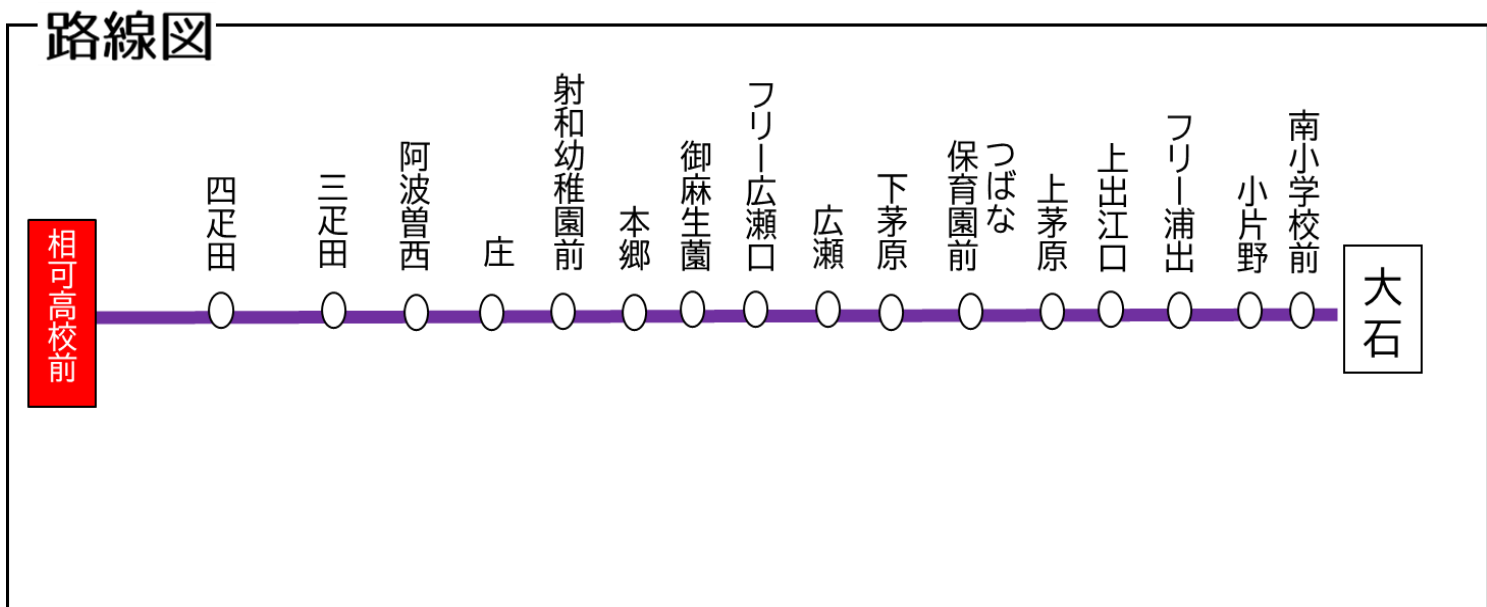 路線図
相可高校前
四疋田
三疋田
阿波曽西
庄
射和幼稚園前
本郷
御麻生薗
フリー広瀬口
広瀬
下茅原
つばな
保育園前
上茅原
上出江口
フリー浦出
小片野
南小学校前
大石